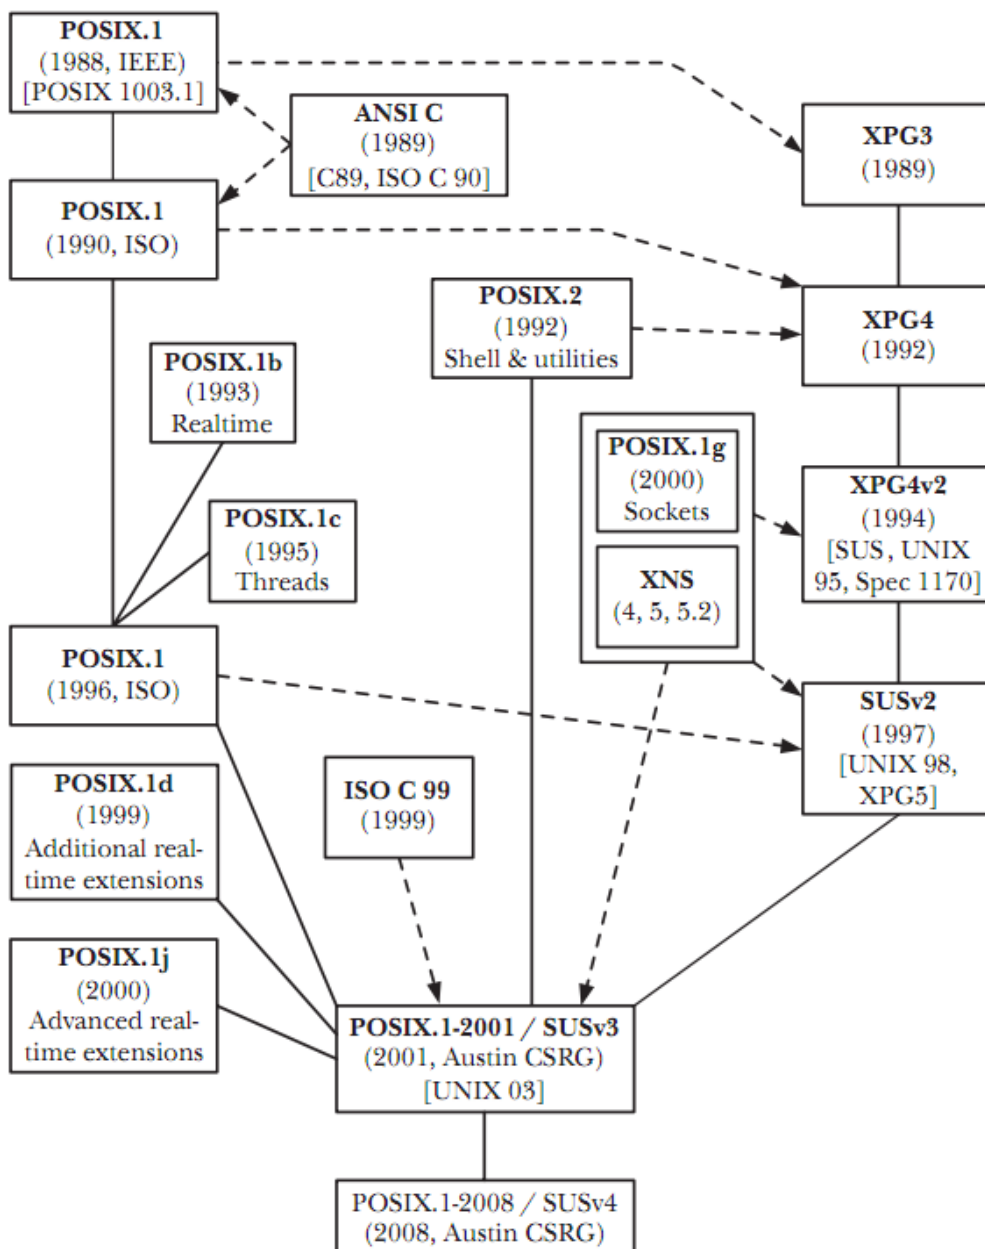 POSIX.1
(1988, IEEE)
[POSIX 1003.1]
ANSI C
(1989)
[C89, ISO C 90]
XPG3
(1989)
POSIX.1
(1990, ISO)
POSIX.2
(1992)
Shell & utilities
XPG4
(1992)
POSIX.1b
(1993)
Realtime
POSIX.1g
(2000)
Sockets
XNS
(4, 5, 5.2)
XPG4v2
(1994)
[SUS, UNIX
95, Spec 1170]
POSIX.1c
(1995)
Threads
POSIX.1
(1996, ISO)
SUSv2
(1997)
[UNIX 98,
XPG5]
POSIX.1d
(1999)
Additional real-
time extensions
ISO C 99
(1999)
POSIX.1j
(2000)
Advanced real-
time extensions
POSIX.1-2001 / SUSv3
(2001, Austin CSRG)
[UNIX 03]
POSIX.1-2008 / SUSv4
(2008, Austin CSRG)